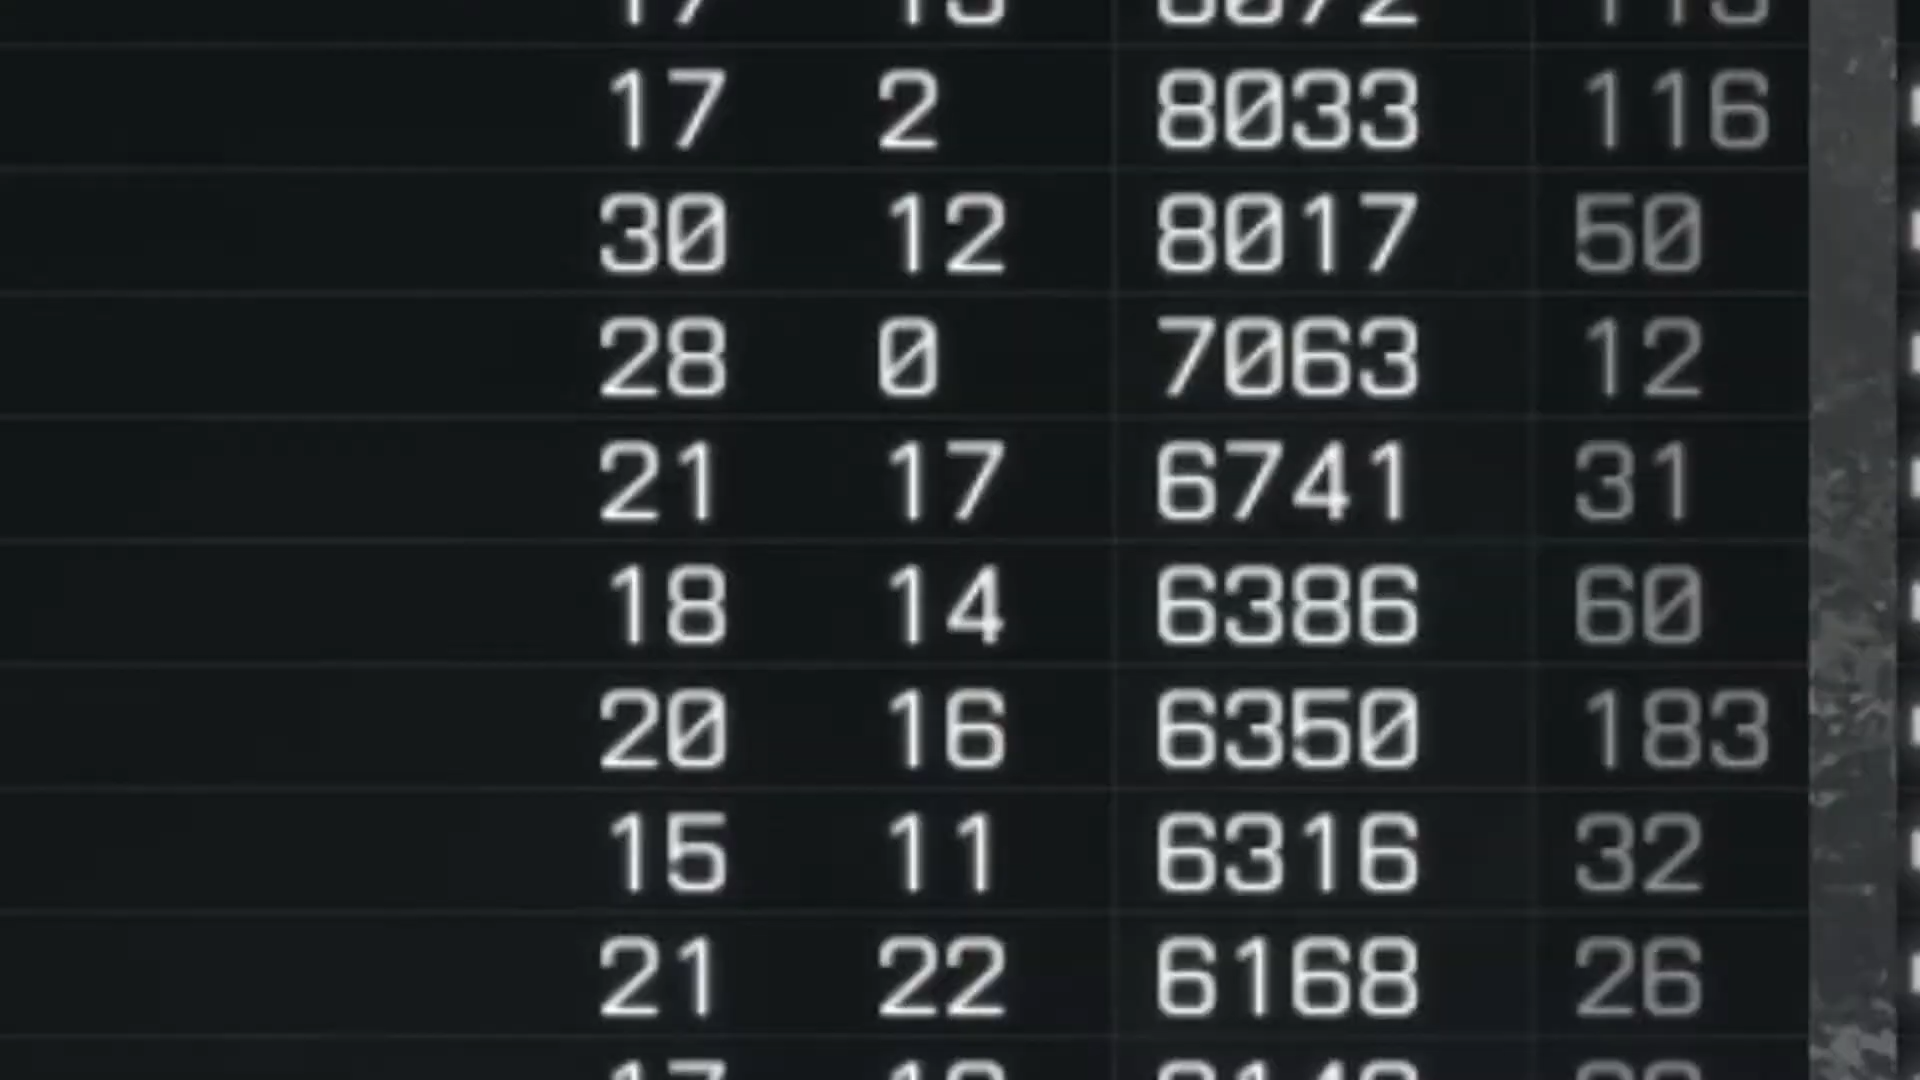 17 2 8033 116
30 12 8017 50
28 0 7063 12
21 17 6741 31
18 14 6386 60
20 16 6350 183
15 11 6316 32
21 22 6168 26